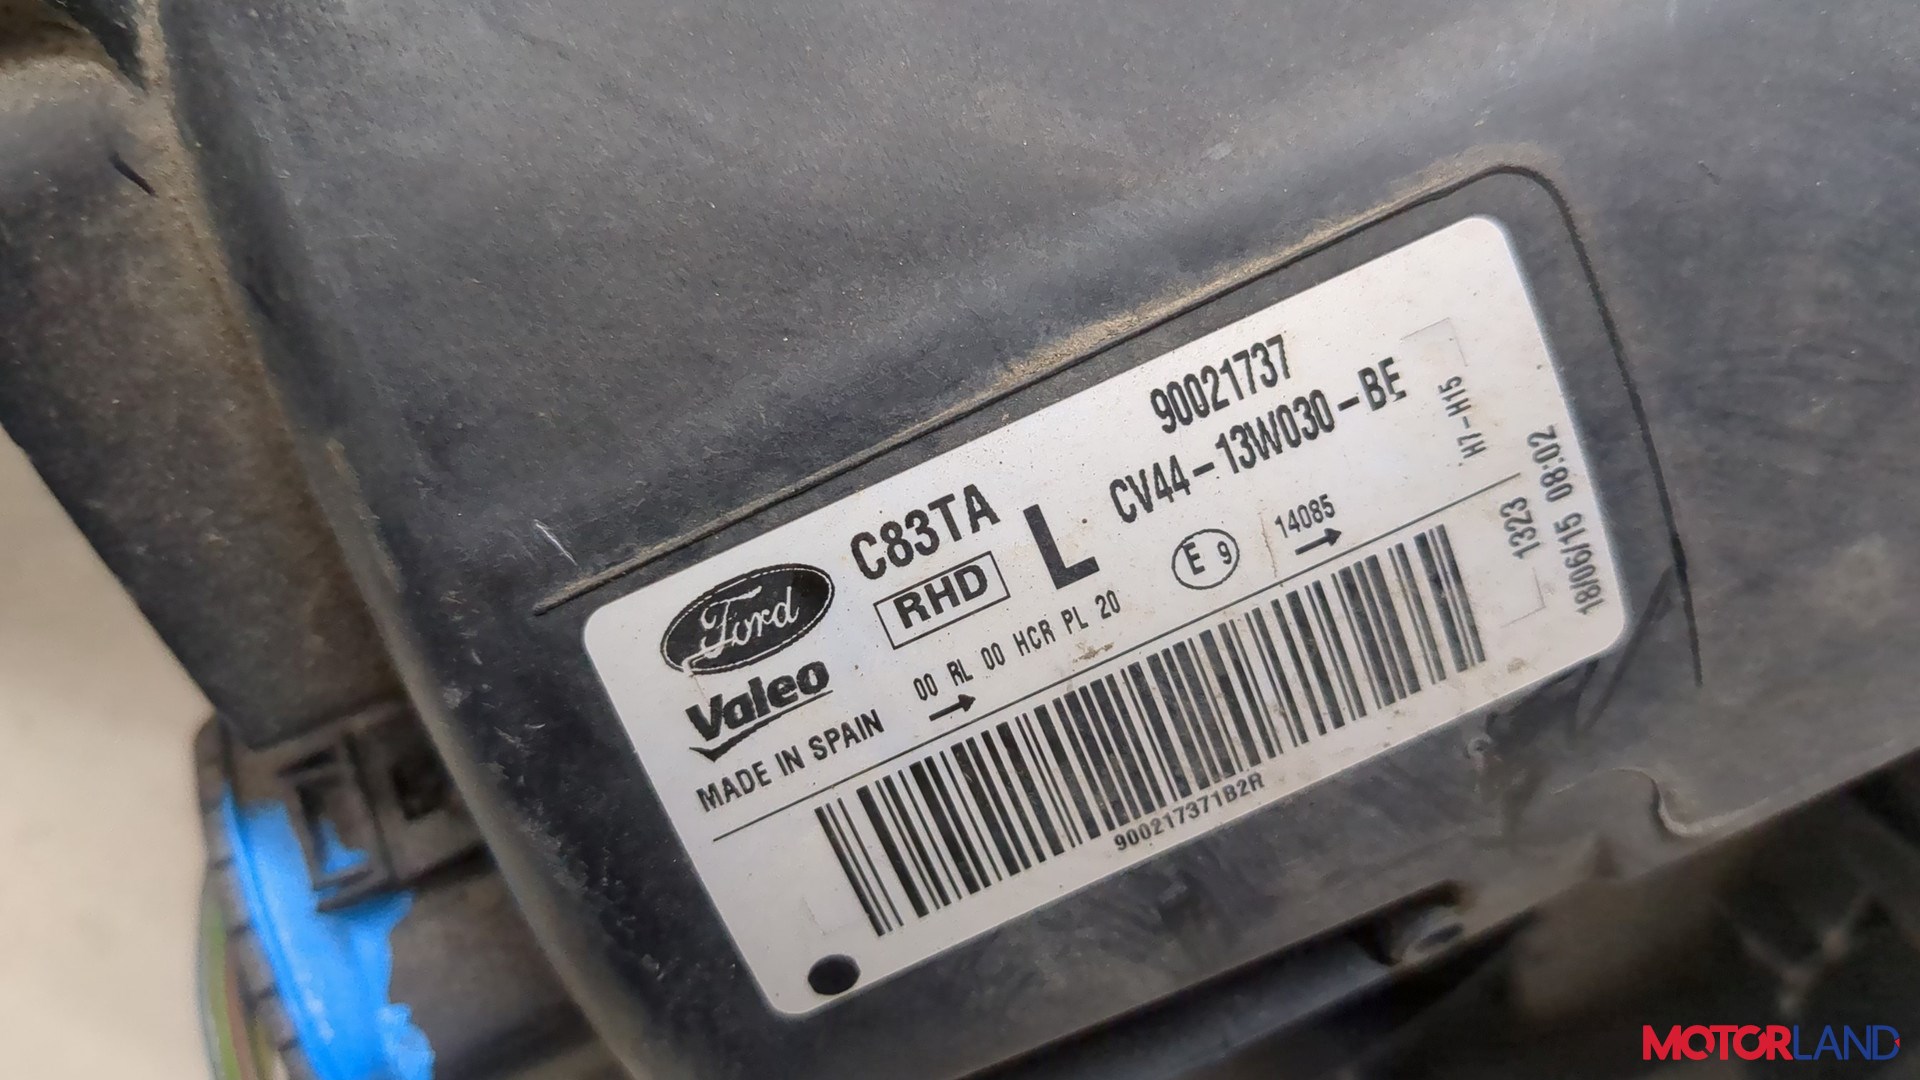 90021737
C83TA
CV44-13W030-BE
H7-H15
Ford
RHD
L
E 9
14085
1323
18/06/15 08:02
Valeo
00 RL 00 HCR PL 20
MADE IN SPAIN
900217371B2R
MOTORLAND